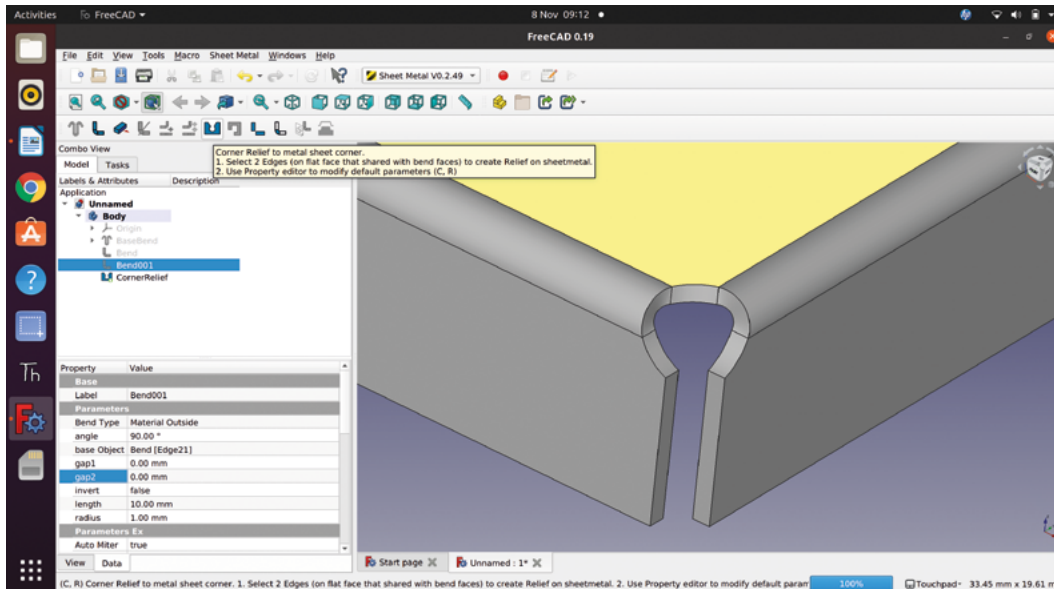 Activities
FreeCAD
8 Nov 09:12
FreeCAD 0.19
File Edit View Tools Macro Sheet Metal Windows Help
Sheet Metal V0.2.49
Combo View
Model Tasks
Corner Relief to metal sheet corner.
1. Select 2 Edges (on flat face that shared with bend faces) to create Relief on sheetmetal.
2. Use Property editor to modify default parameters (C, R)
Labels & Attributes Description
Application
Unnamed
Body
Origin
BaseBend
Bend
Bend001
CornerRelief
Th
Property Value
Base
Label Bend001
Parameters
Bend Type Material Outside
angle 90.00 °
base Object Bend [Edge21]
gap1 0.00 mm
gap2 0.00 mm
invert false
length 10.00 mm
radius 1.00 mm
Parameters Ex
Auto Miter true
View Data
Start page
Unnamed : 1*
(C, R) Corner Relief to metal sheet corner. 1. Select 2 Edges (on flat face that shared with bend faces) to create Relief on sheetmetal. 2. Use Property editor to modify default param
100%
Touchpad 33.45 mm x 19.61 m